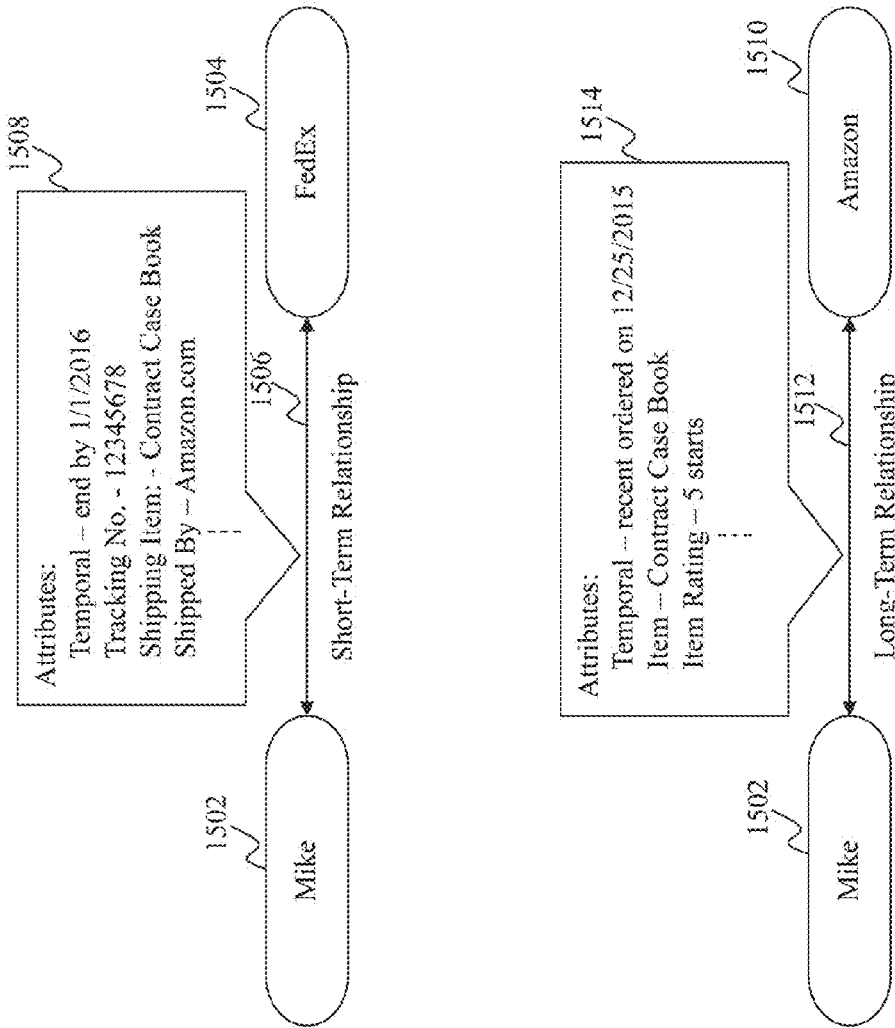 1508
Attributes:
Temporal – end by 1/1/2016
Tracking No. - 12345678
Shipping Item: - Contract Case Book
Shipped By – Amazon.com
1502
Mike
1506
Short-Term Relationship
1504
FedEx
1514
Attributes:
Temporal – recent ordered on 12/25/2015
Item – Contract Case Book
Item Rating – 5 starts
1502
Mike
1512
Long-Term Relationship
1510
Amazon